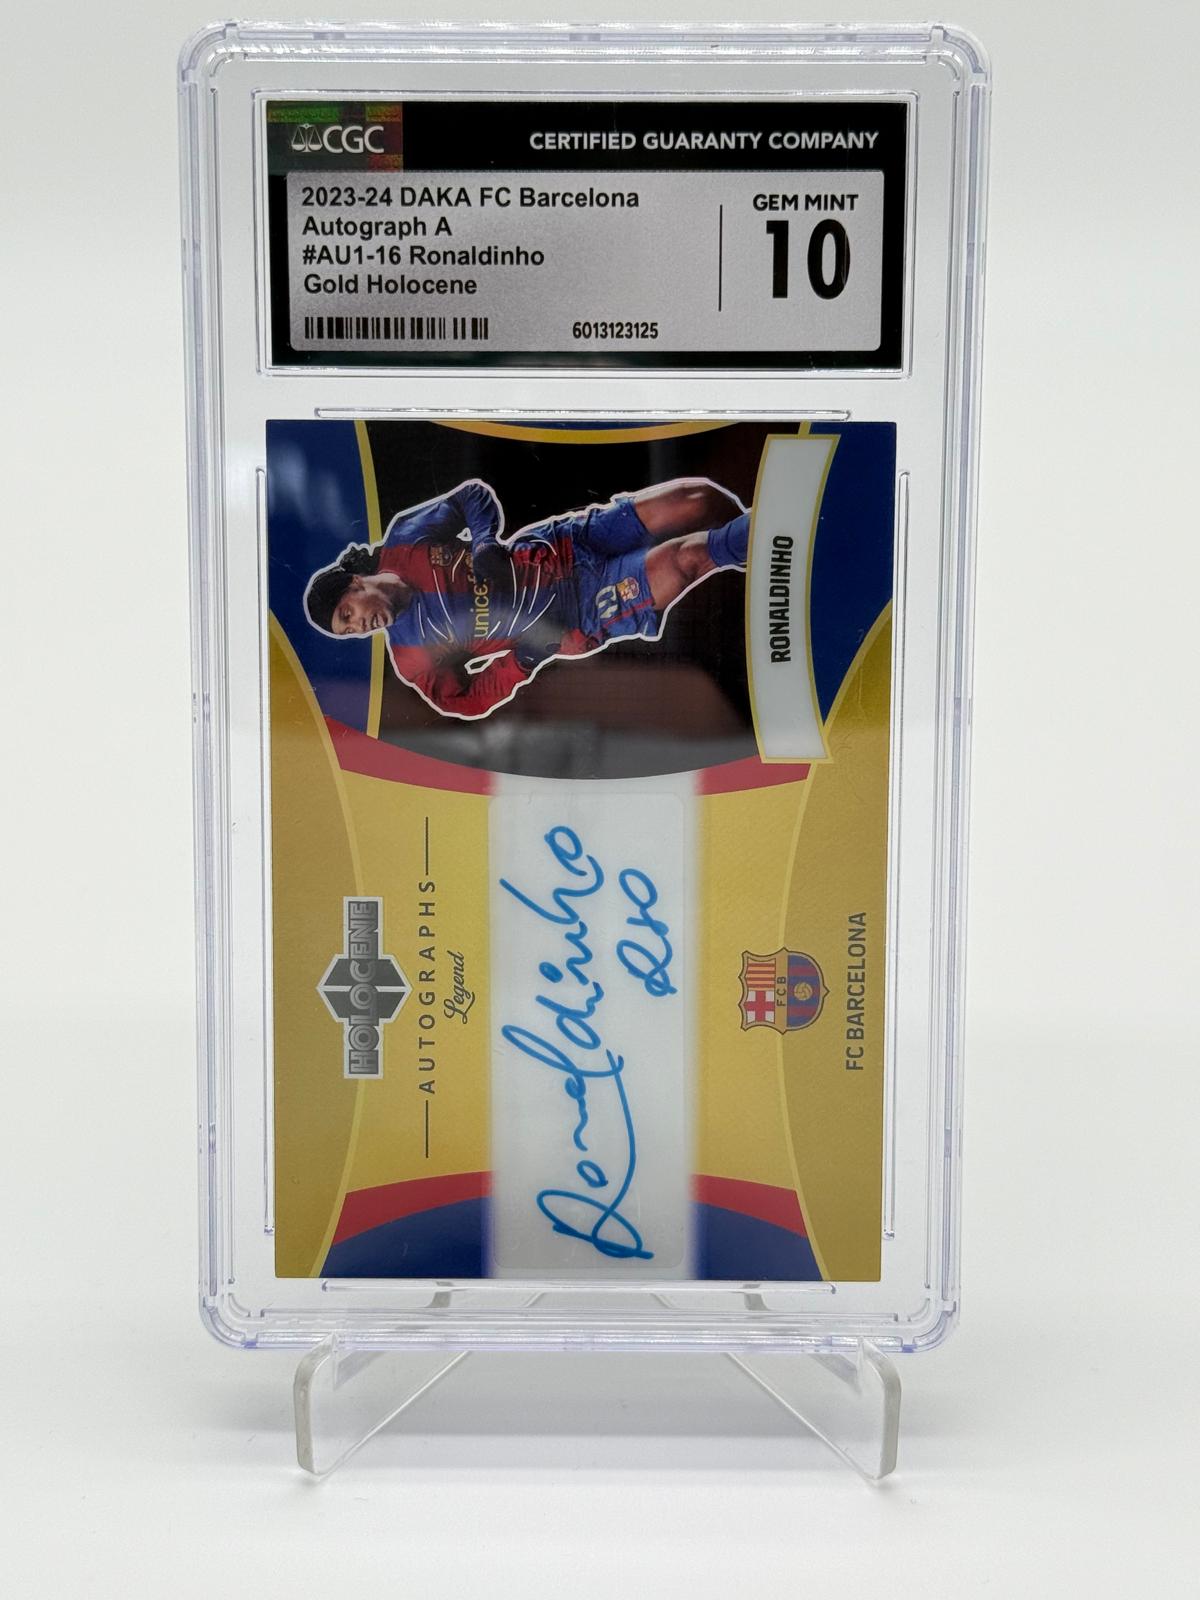 CGC
CERTIFIED GUARANTY COMPANY
2023-24 DAKA FC Barcelona
Autograph A
#AU1-16 Ronaldinho
Gold Holocene
6013123125
GEM MINT
10
unicef
10
RONALDINHO
HOLOCENE
AUTOGRAPHS
Legend
Ronaldinho
R10
FCB
FC BARCELONA